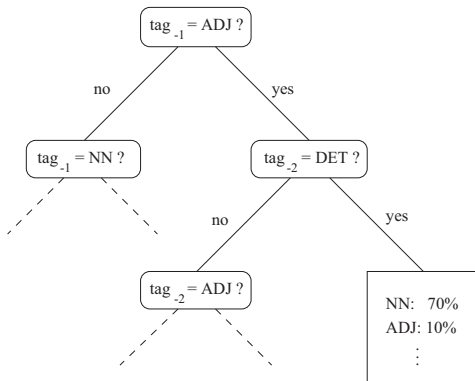 tag-1 = ADJ ?
no
yes
tag-1 = NN ?
tag-2 = DET ?
no
yes
tag-2 = ADJ ?
NN: 70%
ADJ: 10%
⋮